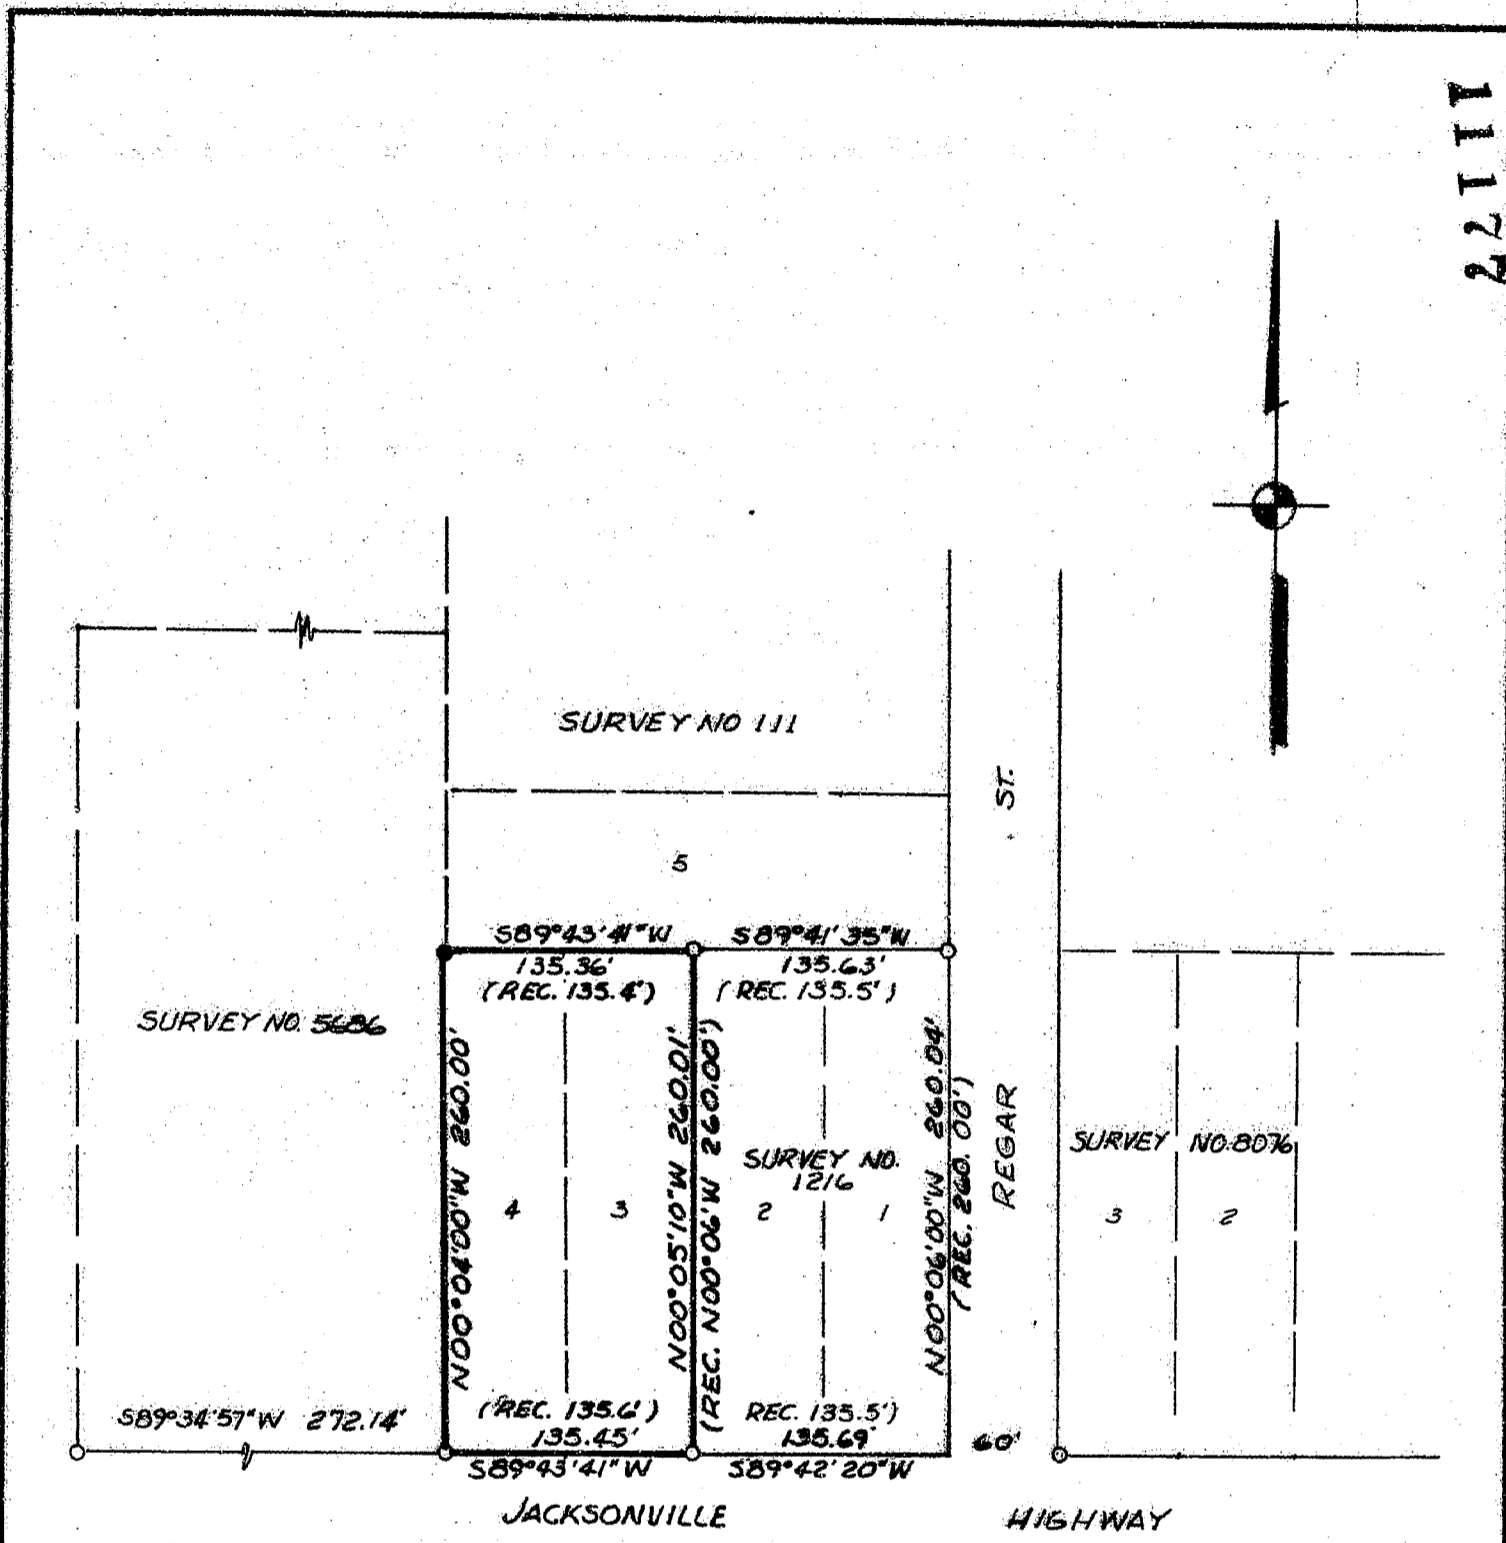 11177
SURVEY NO 111
ST.
5
S89°43'41"W
135.36'
(REC. 135.4')
S89°41'35"W
135.63'
(REC. 135.5')
SURVEY NO. 5686
N00°04'00"W 260.00'
4
3
N00°05'10"W 260.01'
(REC. N00°06'W 260.00')
SURVEY NO.
1216
2
1
N00°06'00"W 260.04'
(REC. 260.00')
REGAR
SURVEY NO. 8076
3
2
S89°34'57"W 272.14'
(REC. 135.6')
135.45'
S89°43'41"W
REC. 135.5')
135.69'
S89°42'20"W
60'
JACKSONVILLE
HIGHWAY